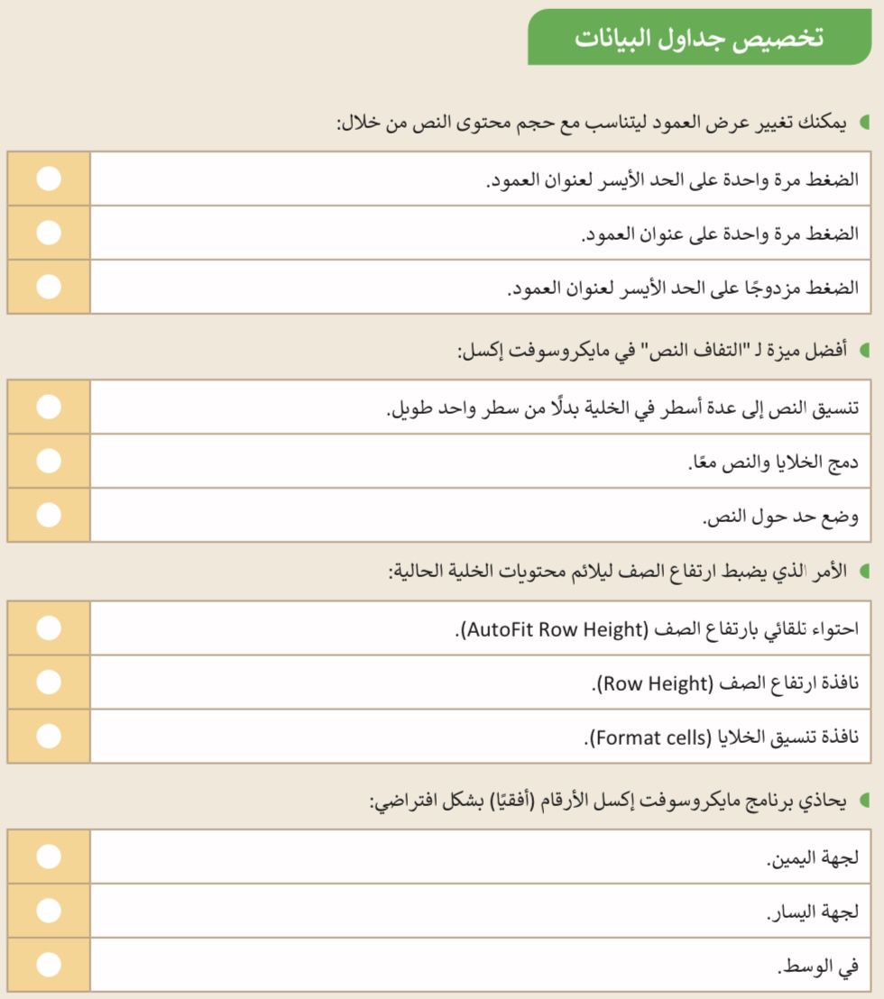 تخصيص جداول البيانات
يمكنك تغيير عرض العمود ليتناسب مع حجم محتوى النص من خلال:
الضغط مرة واحدة على الحد الأيسر لعنوان العمود.
الضغط مرة واحدة على عنوان العمود.
الضغط مزدوجًا على الحد الأيسر لعنوان العمود.
أفضل ميزة لـ "التفاف النص" في مايكروسوفت إكسل:
تنسيق النص إلى عدة أسطر في الخلية بدلًا من سطر واحد طويل.
دمج الخلايا والنص معًا.
وضع حد حول النص.
الأمر الذي يضبط ارتفاع الصف ليلائم محتويات الخلية الحالية:
احتواء تلقائي بارتفاع الصف (AutoFit Row Height).
نافذة ارتفاع الصف (Row Height).
نافذة تنسيق الخلايا (Format cells).
يحاذي برنامج مايكروسوفت إكسل الأرقام (أفقيًا) بشكل افتراضي:
لجهة اليمين.
لجهة اليسار.
في الوسط.